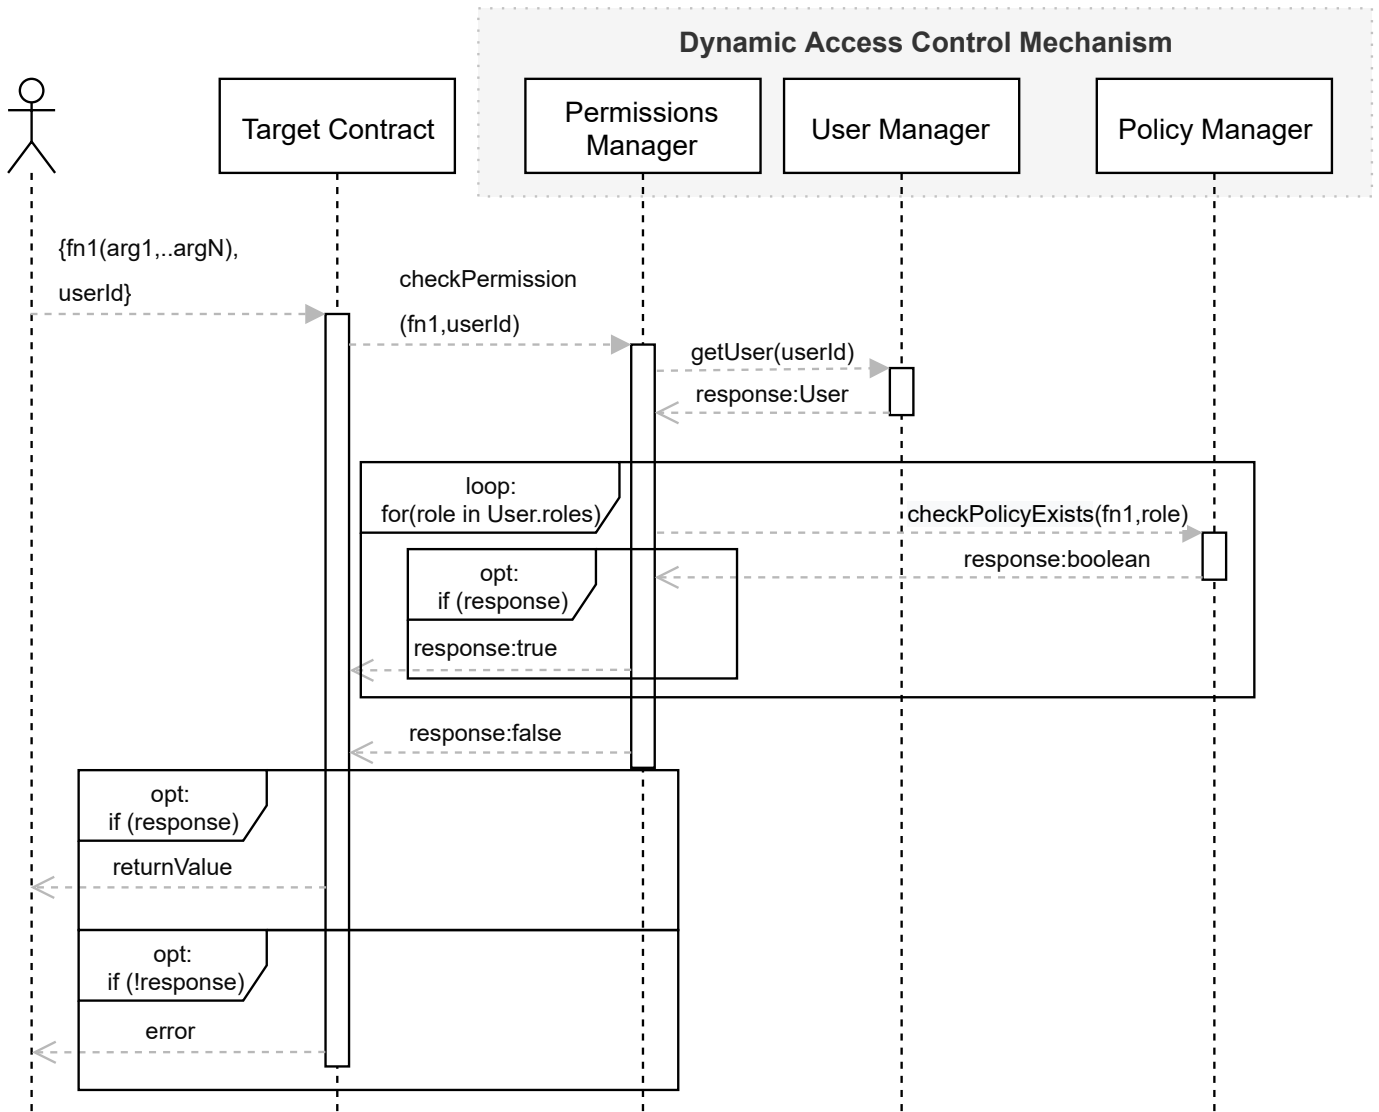 Dynamic Access Control Mechanism
Target Contract
Permissions
Manager
User Manager
Policy Manager
{fn1(arg1,..argN),
userId}
checkPermission
(fn1,userId)
getUser(userId)
response:User
loop:
for(role in User.roles)
checkPolicyExists(fn1,role)
response:boolean
opt:
if (response)
response:true
response:false
opt:
if (response)
returnValue
opt:
if (!response)
error